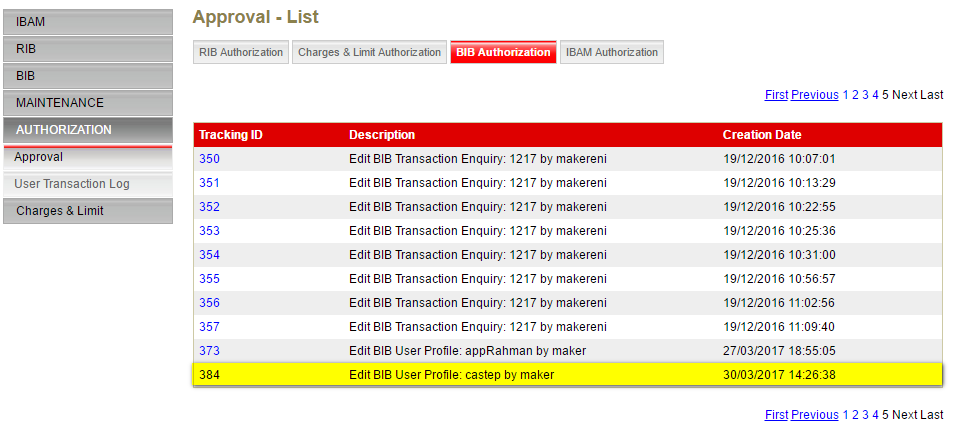 IBAM
RIB
BIB
MAINTENANCE
AUTHORIZATION
Approval
User Transaction Log
Charges & Limit
Approval - List
RIB Authorization Charges & Limit Authorization BIB Authorization IBAM Authorization
First Previous 1 2 3 4 5 Next Last
Tracking ID Description Creation Date
350 Edit BIB Transaction Enquiry: 1217 by makereni 19/12/2016 10:07:01
351 Edit BIB Transaction Enquiry: 1217 by makereni 19/12/2016 10:13:29
352 Edit BIB Transaction Enquiry: 1217 by makereni 19/12/2016 10:22:55
353 Edit BIB Transaction Enquiry: 1217 by makereni 19/12/2016 10:25:36
354 Edit BIB Transaction Enquiry: 1217 by makereni 19/12/2016 10:31:00
355 Edit BIB Transaction Enquiry: 1217 by makereni 19/12/2016 10:56:57
356 Edit BIB Transaction Enquiry: 1217 by makereni 19/12/2016 11:02:56
357 Edit BIB Transaction Enquiry: 1217 by makereni 19/12/2016 11:09:40
373 Edit BIB User Profile: appRahman by maker 27/03/2017 18:55:05
384 Edit BIB User Profile: castep by maker 30/03/2017 14:26:38
First Previous 1 2 3 4 5 Next Last